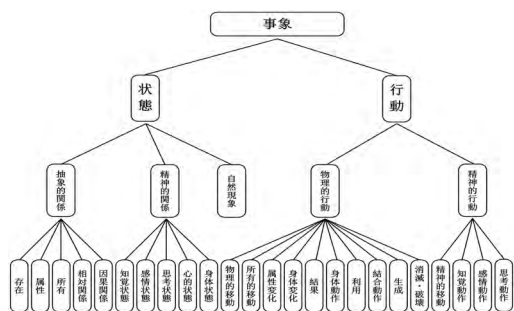 事象
状態
行動
抽象的関係
精神的関係
自然現象
物理的行動
精神的行動
存在
属性
所有
相対関係
因果関係
知覚状態
感情状態
思考状態
心的状態
身体状態
物理的移動
所有的移動
属性変化
身体変化
結果
身体動作
利用
結合動作
生成
消滅・破壊
精神的移動
知覚動作
感情動作
思考動作